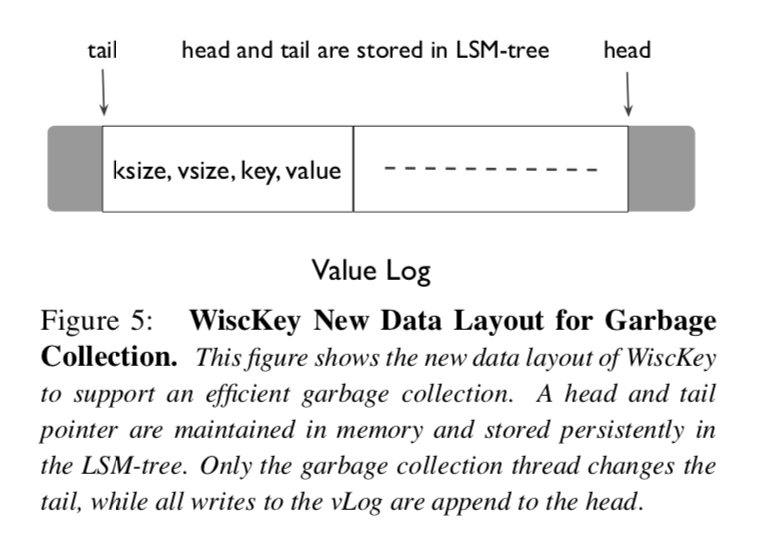 tail head and tail are stored in LSM-tree head
ksize, vsize, key, value
Value Log
Figure 5: WiscKey New Data Layout for Garbage
Collection. This figure shows the new data layout of WiscKey
to support an efficient garbage collection. A head and tail
pointer are maintained in memory and stored persistently in
the LSM-tree. Only the garbage collection thread changes the
tail, while all writes to the vLog are append to the head.